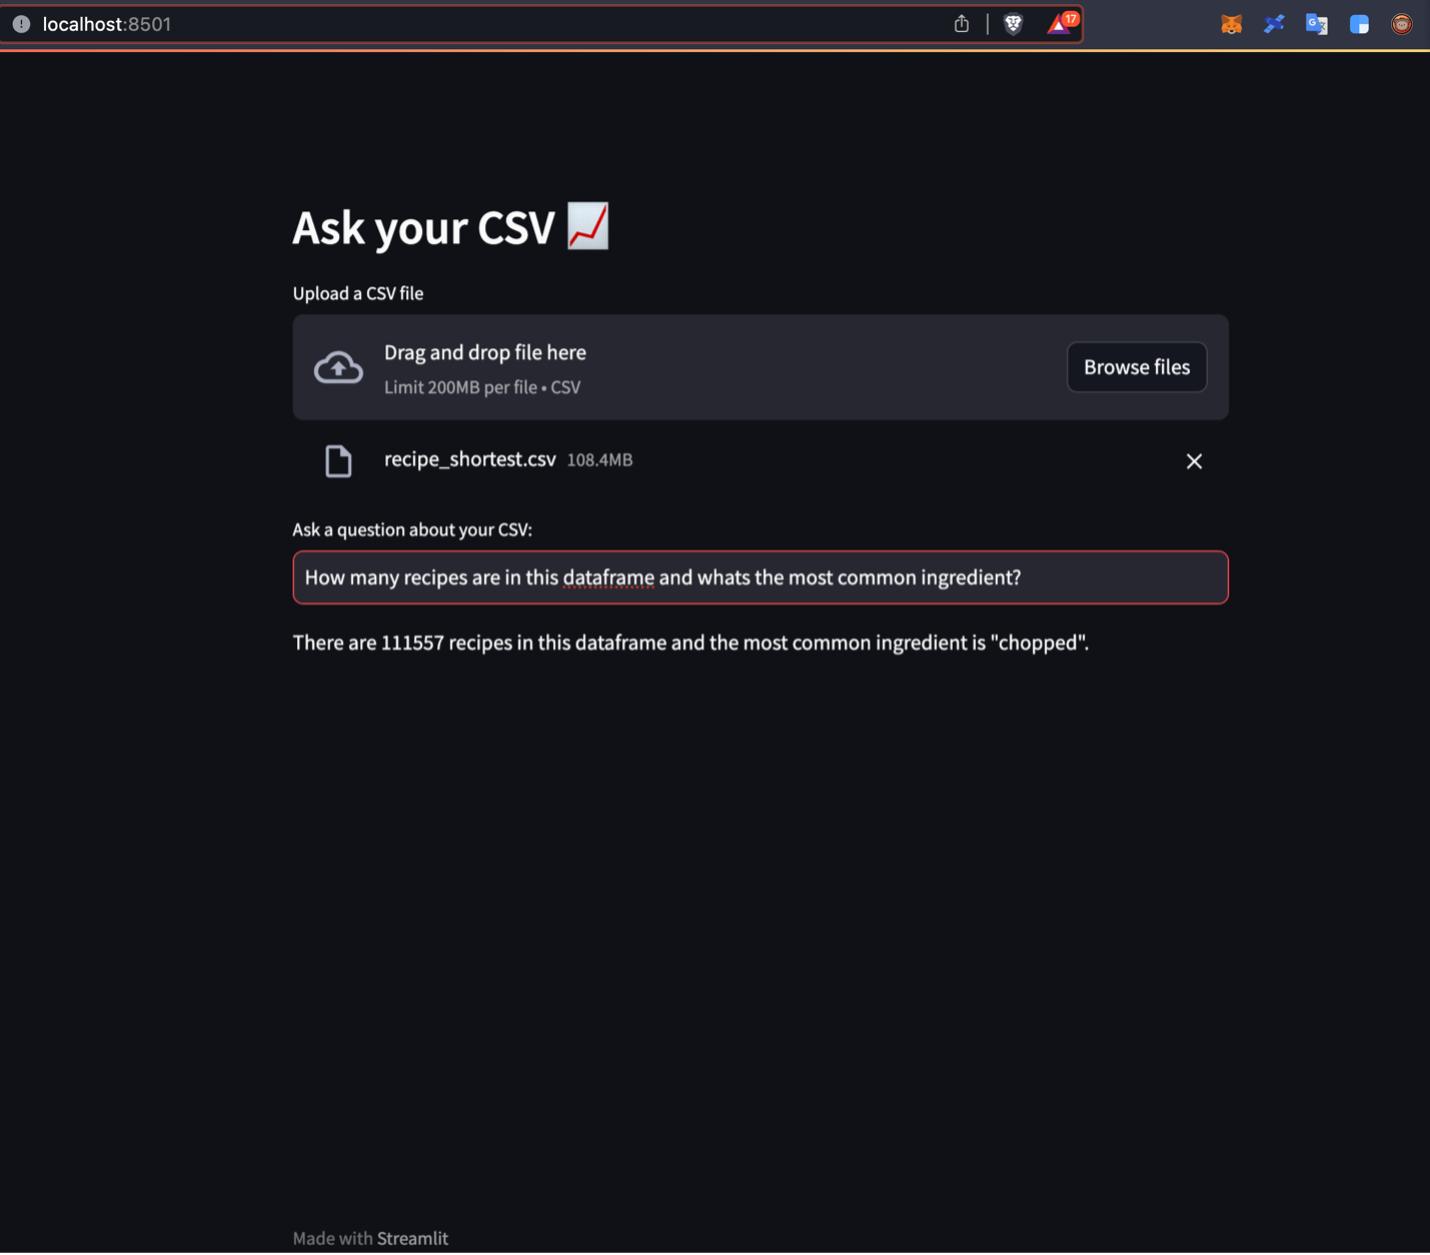 localhost:8501
17
Ask your CSV
Upload a CSV file
Drag and drop file here
Limit 200MB per file • CSV
Browse files
recipe_shortest.csv 108.4MB
Ask a question about your CSV:
How many recipes are in this dataframe and whats the most common ingredient?
There are 111557 recipes in this dataframe and the most common ingredient is "chopped".
Made with Streamlit